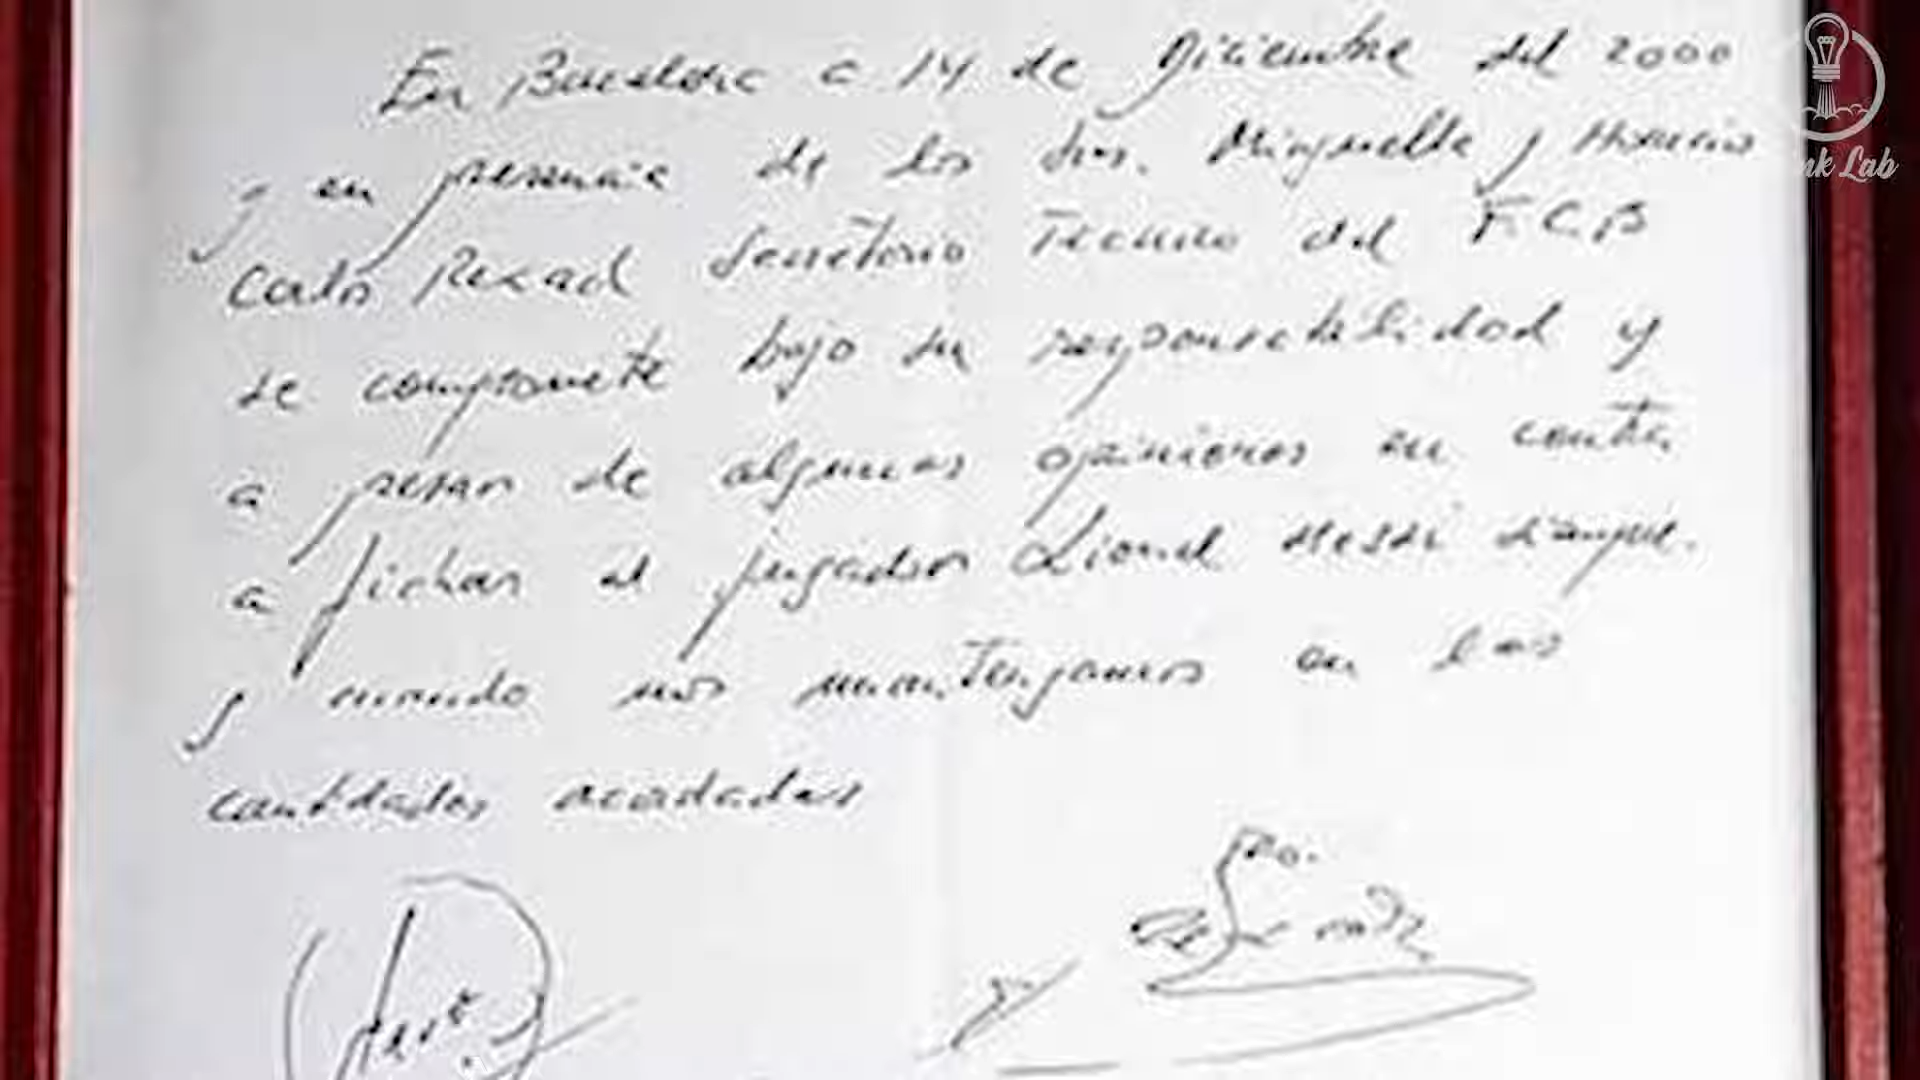 En Barcelona a 14 de Diciembre del 2000
y en presencia de los Sres. Minguella y Horacio
Carlos Rexach Secretario Tecnico del F.C.B
se compromete bajo su responsabilidad y
a pesar de algunas opiniones en contra
a fichar al jugador Lionel Messi siempre
y cuando nos mantengamos en las
cantidades acordadas
Lab